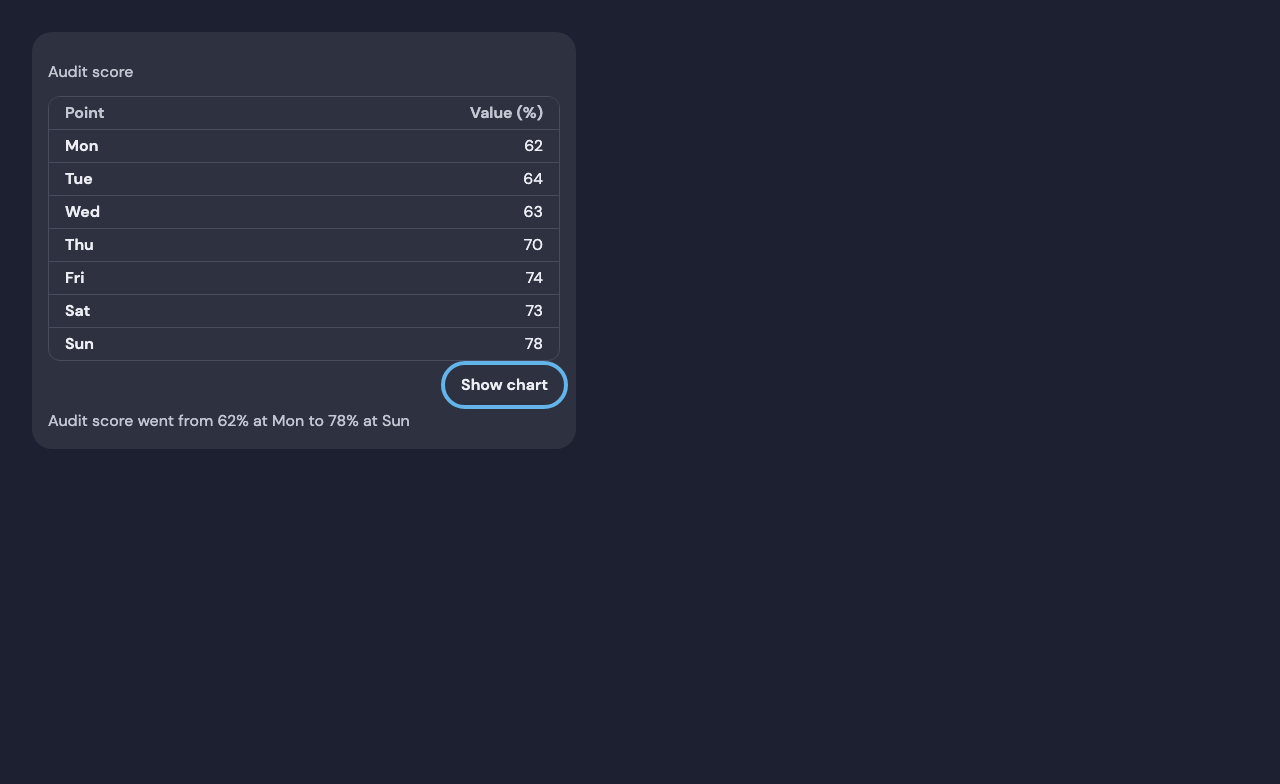 Audit score
Point Value (%)
Mon 62
Tue 64
Wed 63
Thu 70
Fri 74
Sat 73
Sun 78
Show chart
Audit score went from 62% at Mon to 78% at Sun